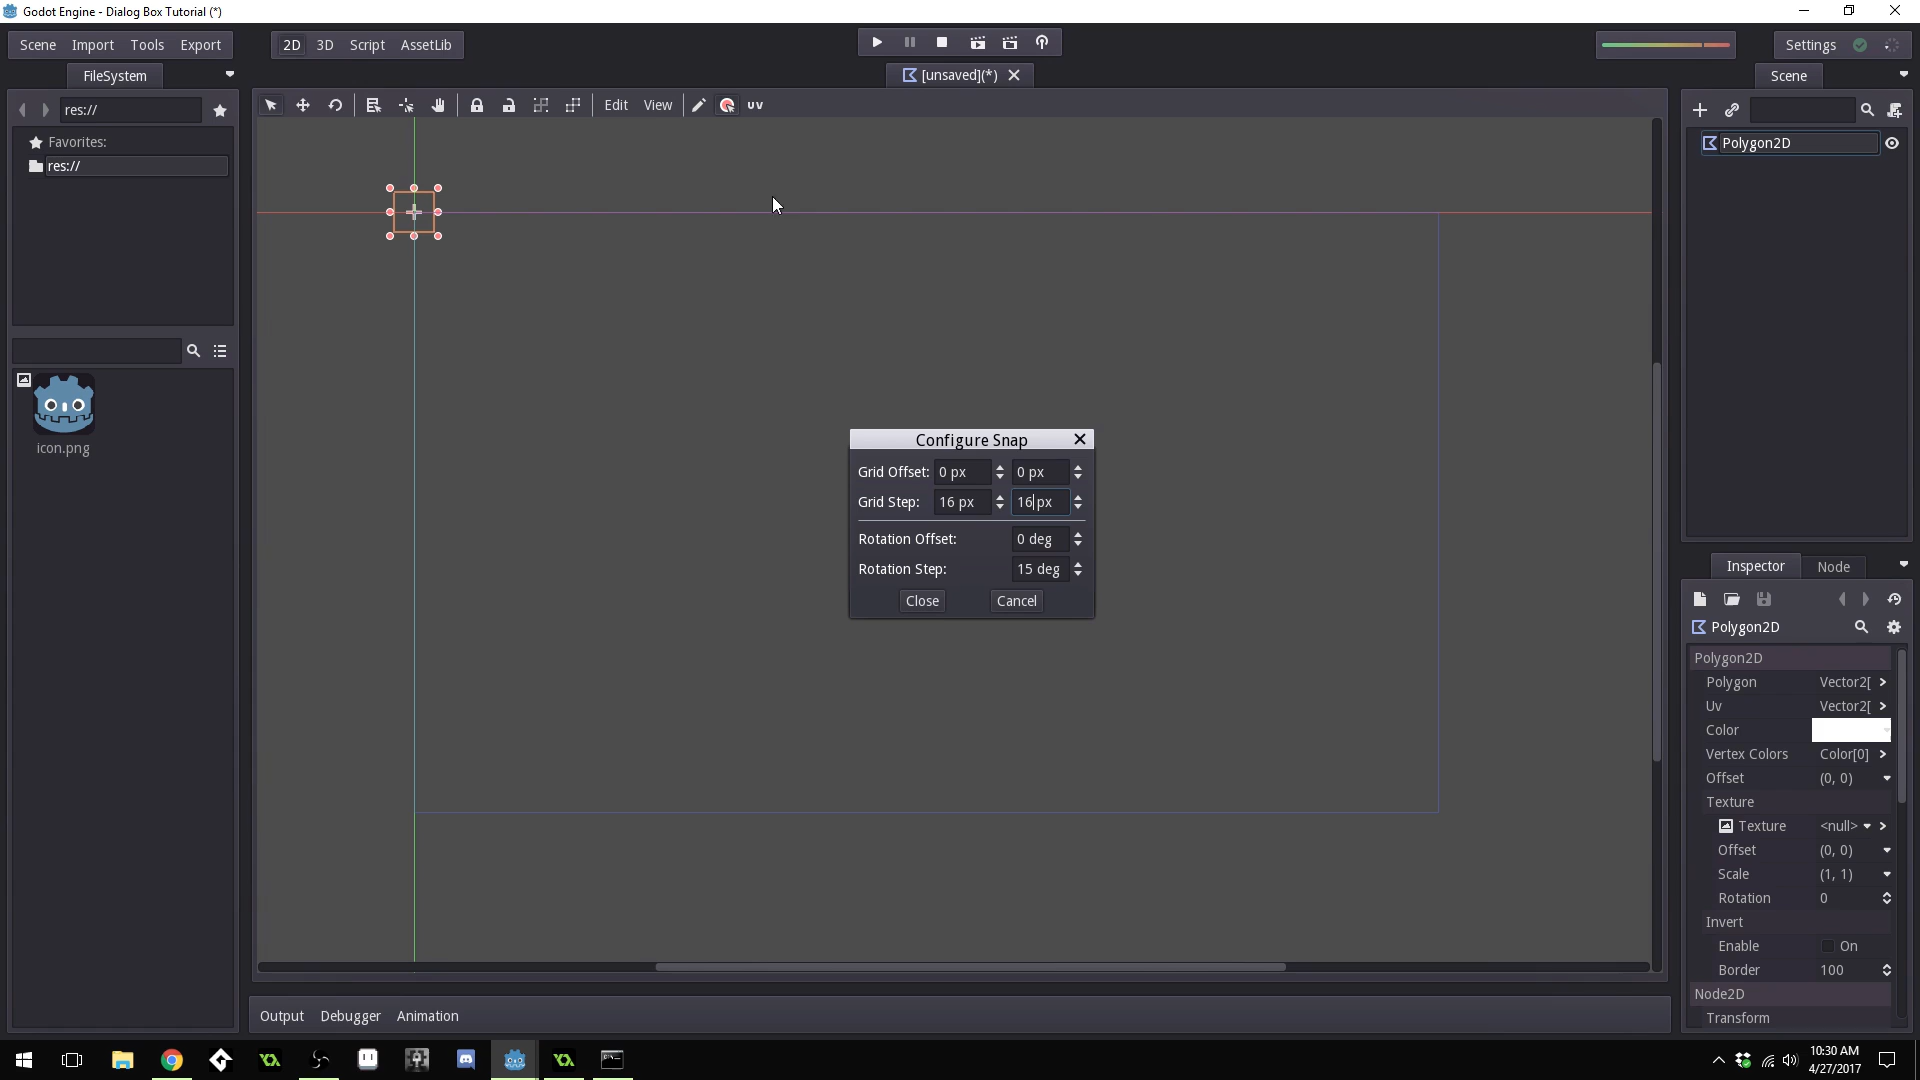 Godot Engine - Dialog Box Tutorial (*)
Scene Import Tools Export
2D 3D Script AssetLib
Settings
FileSystem
[unsaved](*)
Scene
res://
Edit View
UV
Favorites:
res://
Polygon2D
icon.png
Configure Snap
Grid Offset: 0 px 0 px
Grid Step: 16 px 16 px
Rotation Offset: 0 deg
Rotation Step: 15 deg
Close Cancel
Inspector Node
Polygon2D
Polygon2D
Polygon Vector2[
Uv Vector2[
Color
Vertex Colors Color[0]
Offset (0, 0)
Texture
Texture <null>
Offset (0, 0)
Scale (1, 1)
Rotation 0
Invert
Enable On
Border 100
Node2D
Transform
Output Debugger Animation
10:30 AM
4/27/2017